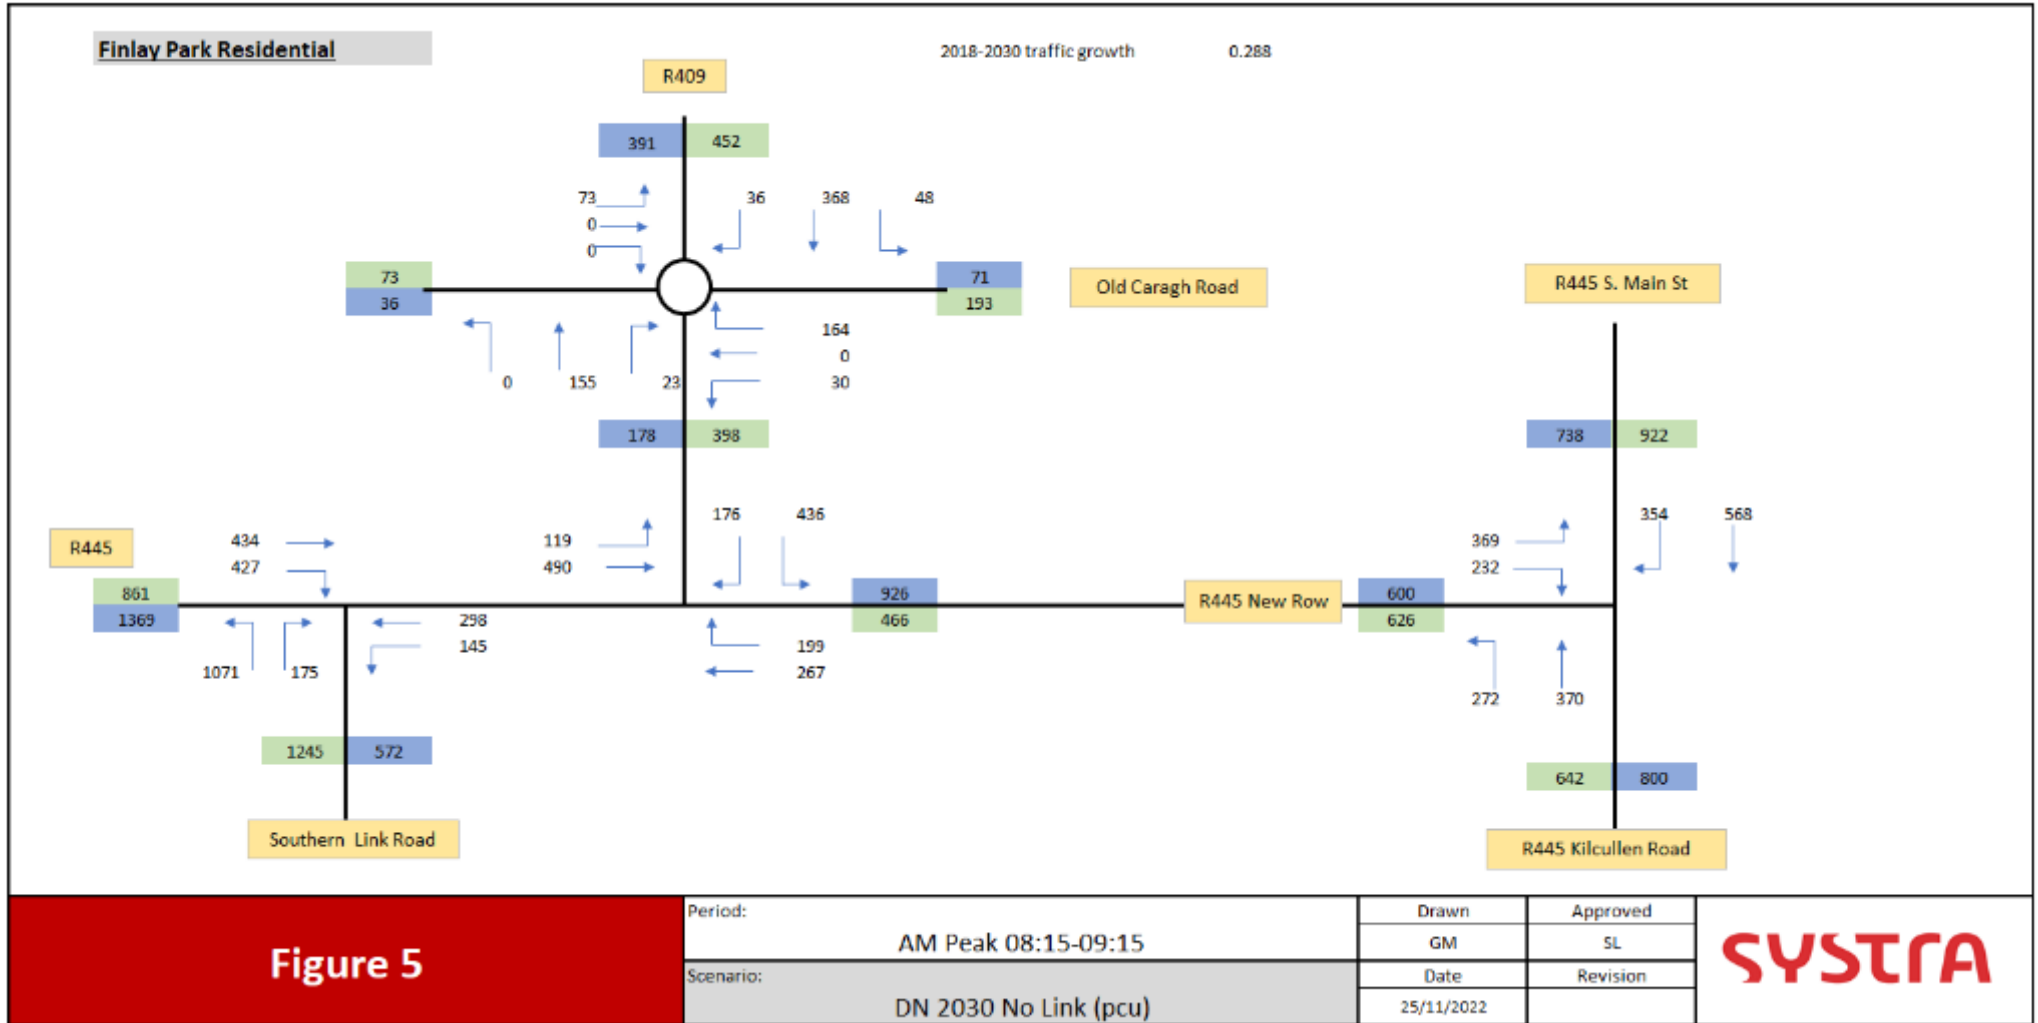 Finlay Park Residential
2018-2030 traffic growth 0.288
R409
391 452
73 36 368 48
0
0
73 71
36 193
Old Caragh Road
R445 S. Main St
164
0
0 155 23 30
178 398
738 922
176 436
354 568
R445
434 119 369
427 490 232
861 926 600
1369 466 626
R445 New Row
298
145
199
267
1071 175
272 370
1245 572
642 800
Southern Link Road
R445 Kilcullen Road
Figure 5
Period:
AM Peak 08:15-09:15
Scenario:
DN 2030 No Link (pcu)
Drawn Approved
GM SL
Date Revision
25/11/2022
SYSTRA